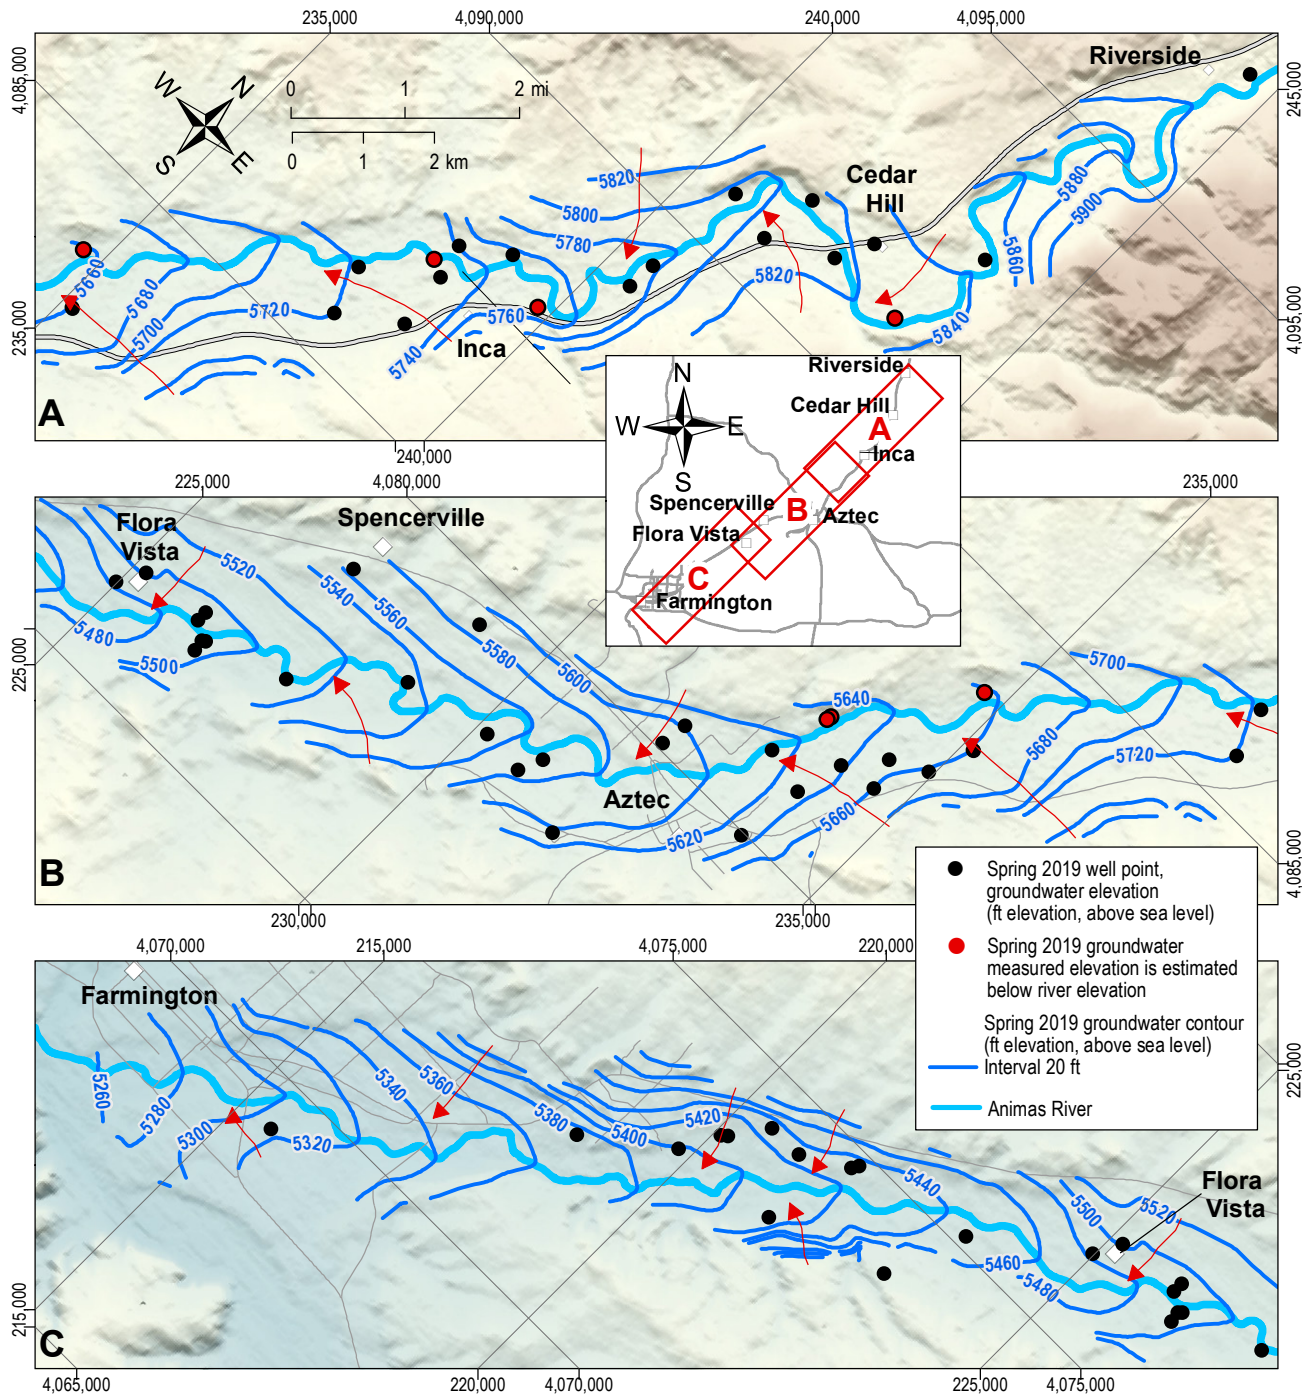 235,000
4,090,000
240,000
4,095,000
4,085,000
245,000
Riverside
W
N
S
E
0
1
2 mi
0
1
2 km
Cedar
Hill
5820
5800
5780
5880
5900
5860
5820
5840
5660
5680
5700
5720
5760
5740
Inca
235,000
4,095,000
A
240,000
N
W
E
S
Riverside
Cedar Hill
A
Inca
Spencerville
B
Aztec
Flora Vista
C
Farmington
225,000
4,080,000
235,000
Flora
Vista
Spencerville
5520
5540
5560
5580
5600
5480
5500
5640
5700
5680
5720
5660
5620
Aztec
225,000
4,085,000
B
230,000
235,000
Spring 2019 well point,
groundwater elevation
(ft elevation, above sea level)
Spring 2019 groundwater
measured elevation is estimated
below river elevation
Spring 2019 groundwater contour
(ft elevation, above sea level)
Interval 20 ft
Animas River
4,070,000
215,000
4,075,000
220,000
Farmington
5260
5280
5300
5320
5340
5360
5380
5400
5420
5440
5460
5480
5500
5520
Flora
Vista
225,000
215,000
C
4,065,000
220,000
4,070,000
225,000
4,075,000